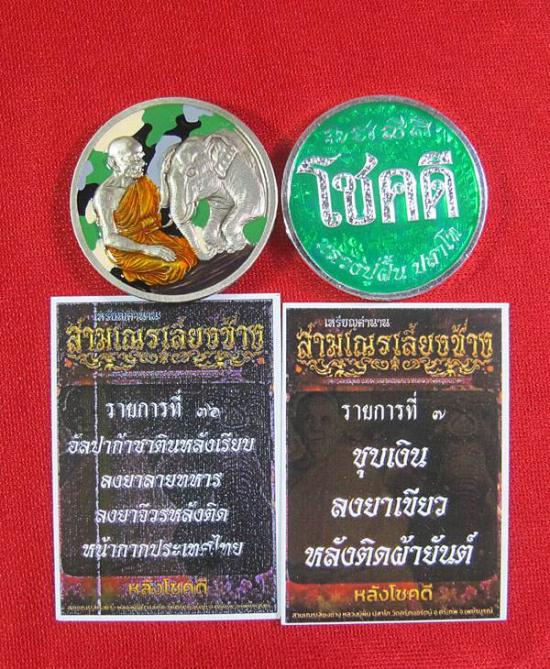 โชคดี
หลวงปู่ปั้น ปสาโท
เหรียญตำนาน
สามเณรเลี้ยงช้าง
รายการที่ ๓๖
อัลปาก้าซาตินหลังเรียบ
ลงยาลายทหาร
ลงยาจีวรหลังติด
หน้ากากประเทศไทย
หลังโชคดี
เหรียญตำนาน
สามเณรเลี้ยงช้าง
รายการที่ ๗
ชุบเงิน
ลงยาเขียว
หลังติดผ้ายันต์
หลังโชคดี